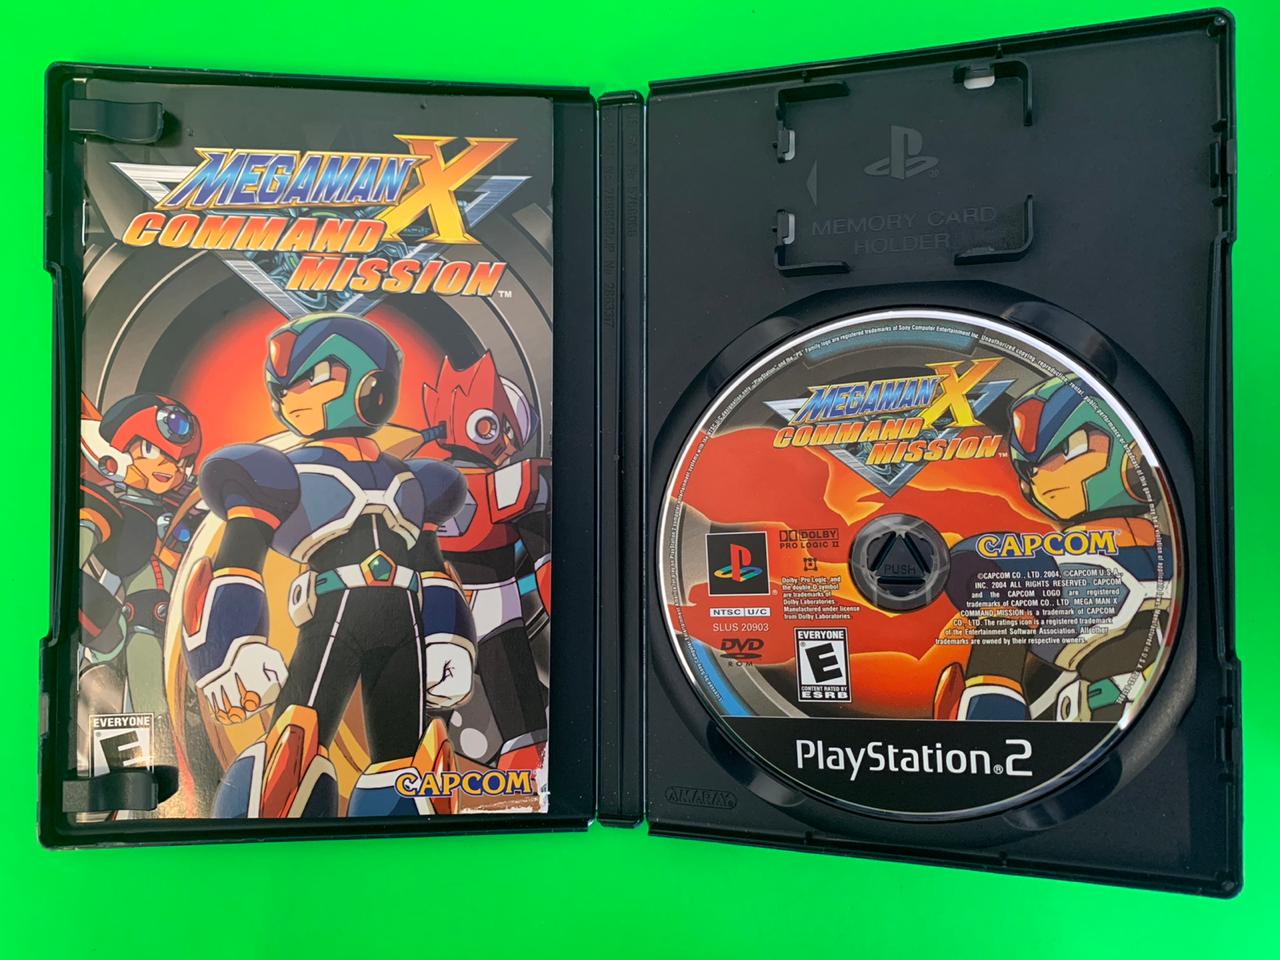 MEGAMAN X
COMMAND
MISSION™
EVERYONE
E
CAPCOM
MEMORY CARD
HOLDER
MEGAMAN X
COMMAND
MISSION™
DOLBY
PRO LOGIC II
Dolby, Pro Logic, and
the double-D symbol
are trademarks of
Dolby Laboratories.
Manufactured under license
from Dolby Laboratories.
PUSH
CAPCOM®
©CAPCOM CO., LTD. 2004, ©CAPCOM U.S.A.,
INC. 2004 ALL RIGHTS RESERVED. CAPCOM
and the CAPCOM LOGO are registered
trademarks of CAPCOM CO., LTD. MEGA MAN X
COMMAND MISSION is a trademark of CAPCOM
CO., LTD. The ratings icon is a registered trademark
of the Entertainment Software Association. All other
trademarks are owned by their respective owners.
NTSC U/C
SLUS 20903
DVD
ROM
EVERYONE
E
CONTENT RATED BY
ESRB
PlayStation®2
AMARAY